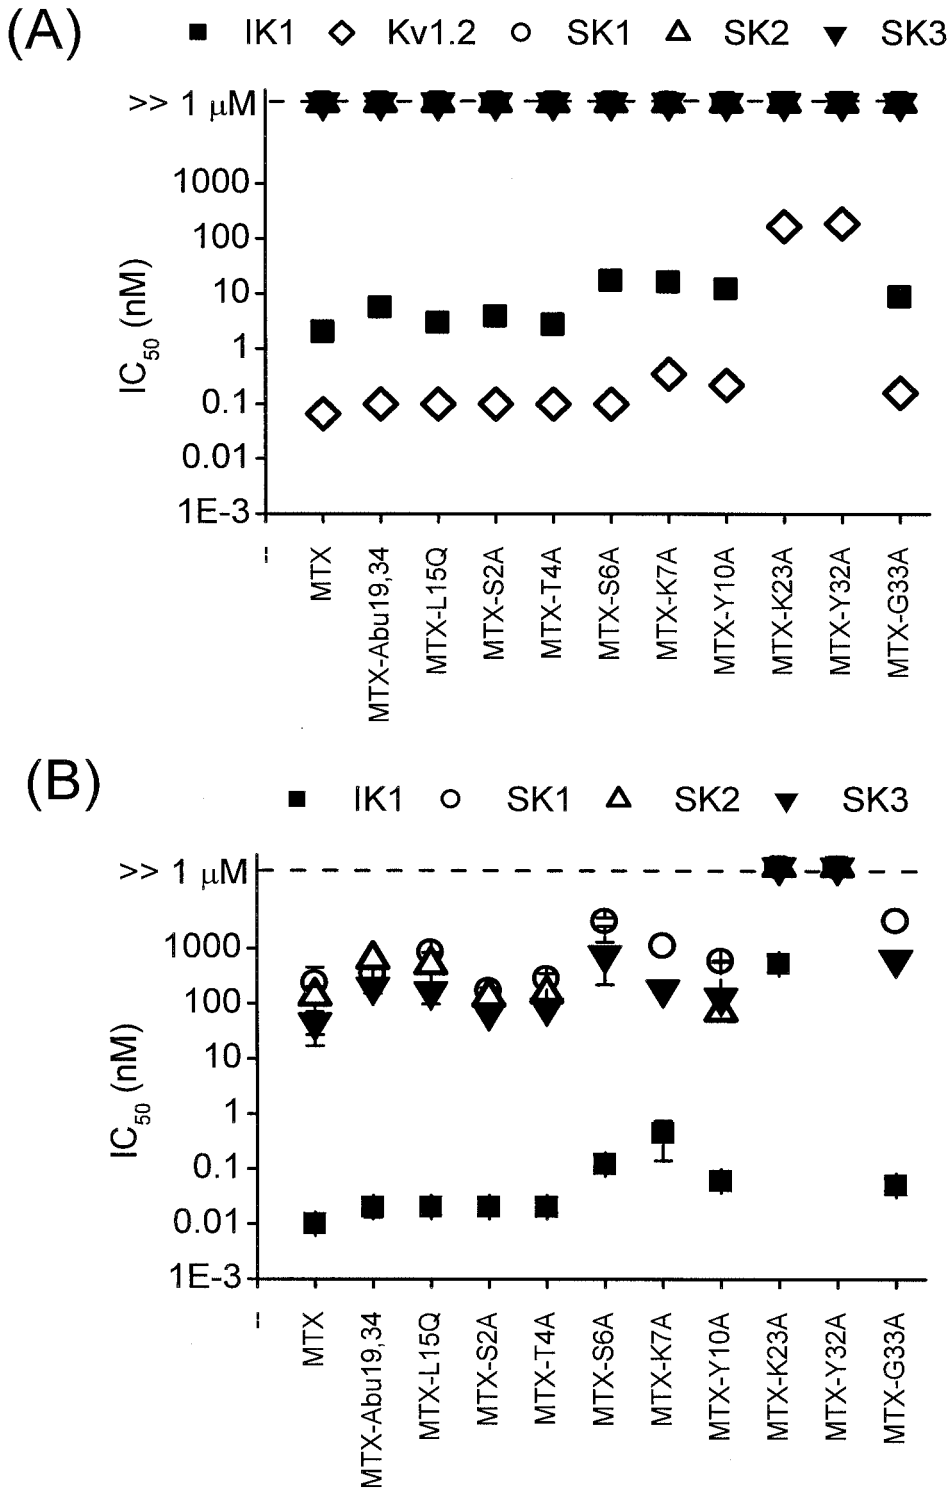 (A)
IK1 Kv1.2 SK1 SK2 SK3
>> 1 μM
1000
100
10
1
0.1
0.01
1E-3
IC50 (nM)
--
MTX
MTX-Abu19,34
MTX-L15Q
MTX-S2A
MTX-T4A
MTX-S6A
MTX-K7A
MTX-Y10A
MTX-K23A
MTX-Y32A
MTX-G33A
(B)
IK1 SK1 SK2 SK3
>> 1 μM
1000
100
10
1
0.1
0.01
1E-3
IC50 (nM)
--
MTX
MTX-Abu19,34
MTX-L15Q
MTX-S2A
MTX-T4A
MTX-S6A
MTX-K7A
MTX-Y10A
MTX-K23A
MTX-Y32A
MTX-G33A